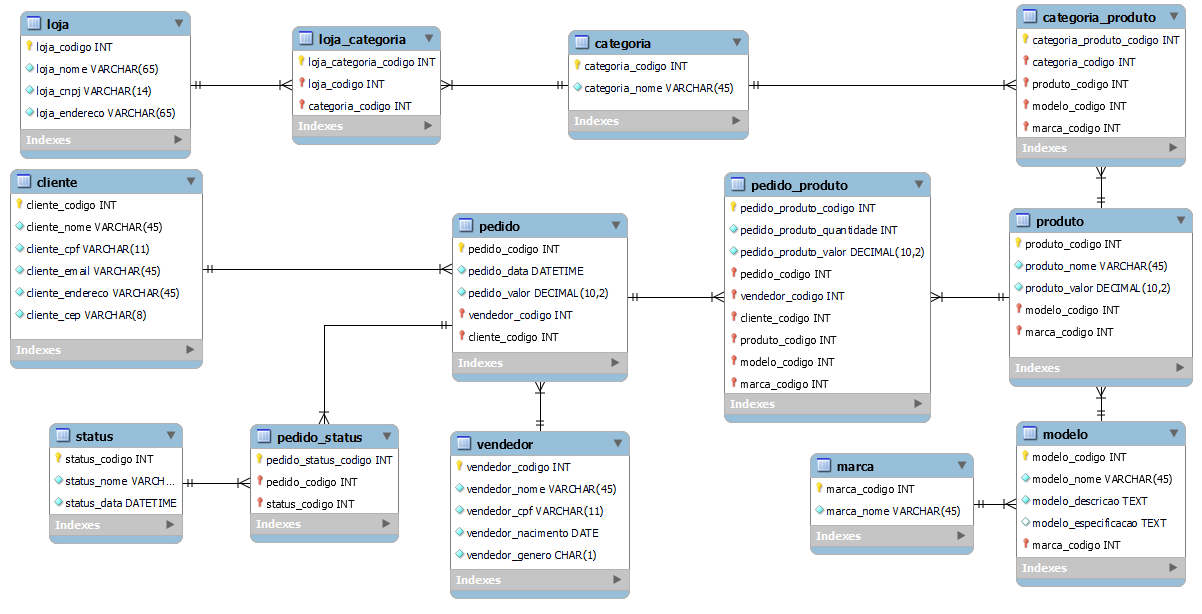 loja
loja_codigo INT
loja_nome VARCHAR(65)
loja_cnpj VARCHAR(14)
loja_endereco VARCHAR(65)
Indexes
loja_categoria
loja_categoria_codigo INT
loja_codigo INT
categoria_codigo INT
Indexes
categoria
categoria_codigo INT
categoria_nome VARCHAR(45)
Indexes
categoria_produto
categoria_produto_codigo INT
categoria_codigo INT
produto_codigo INT
modelo_codigo INT
marca_codigo INT
Indexes
cliente
cliente_codigo INT
cliente_nome VARCHAR(45)
cliente_cpf VARCHAR(11)
cliente_email VARCHAR(45)
cliente_endereco VARCHAR(45)
cliente_cep VARCHAR(8)
Indexes
pedido
pedido_codigo INT
pedido_data DATETIME
pedido_valor DECIMAL(10,2)
vendedor_codigo INT
cliente_codigo INT
Indexes
pedido_produto
pedido_produto_codigo INT
pedido_produto_quantidade INT
pedido_produto_valor DECIMAL(10,2)
pedido_codigo INT
vendedor_codigo INT
cliente_codigo INT
produto_codigo INT
modelo_codigo INT
marca_codigo INT
Indexes
produto
produto_codigo INT
produto_nome VARCHAR(45)
produto_valor DECIMAL(10,2)
modelo_codigo INT
marca_codigo INT
Indexes
status
status_codigo INT
status_nome VARCH...
status_data DATETIME
Indexes
pedido_status
pedido_status_codigo INT
pedido_codigo INT
status_codigo INT
Indexes
vendedor
vendedor_codigo INT
vendedor_nome VARCHAR(45)
vendedor_cpf VARCHAR(11)
vendedor_nacimento DATE
vendedor_genero CHAR(1)
Indexes
marca
marca_codigo INT
marca_nome VARCHAR(45)
Indexes
modelo
modelo_codigo INT
modelo_nome VARCHAR(45)
modelo_descricao TEXT
modelo_especificacao TEXT
marca_codigo INT
Indexes